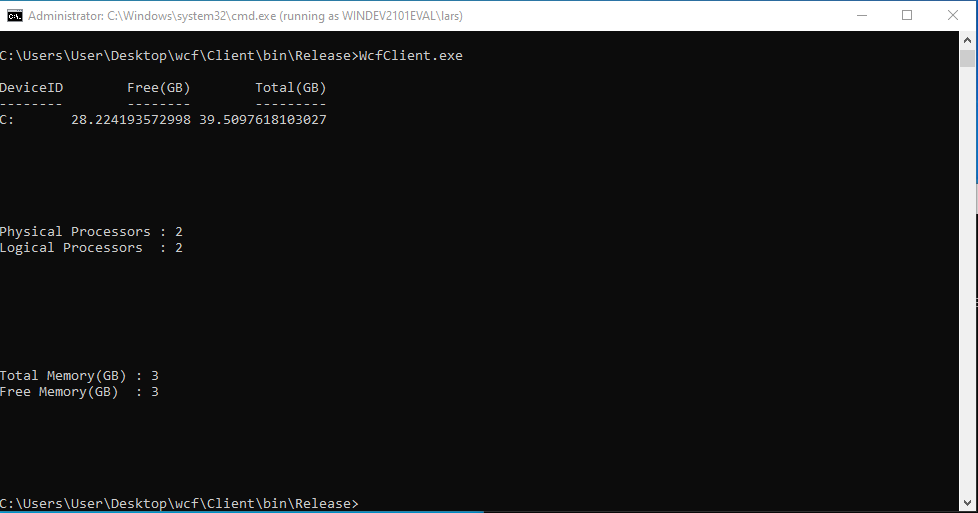 Administrator: C:\Windows\system32\cmd.exe (running as WINDEV2101EVAL\lars)
C:\Users\User\Desktop\wcf\Client\bin\Release>WcfClient.exe
DeviceID        Free(GB)        Total(GB)
--------        --------        ---------
C:       28.224193572998 39.5097618103027
Physical Processors : 2
Logical Processors  : 2
Total Memory(GB) : 3
Free Memory(GB)  : 3
C:\Users\User\Desktop\wcf\Client\bin\Release>